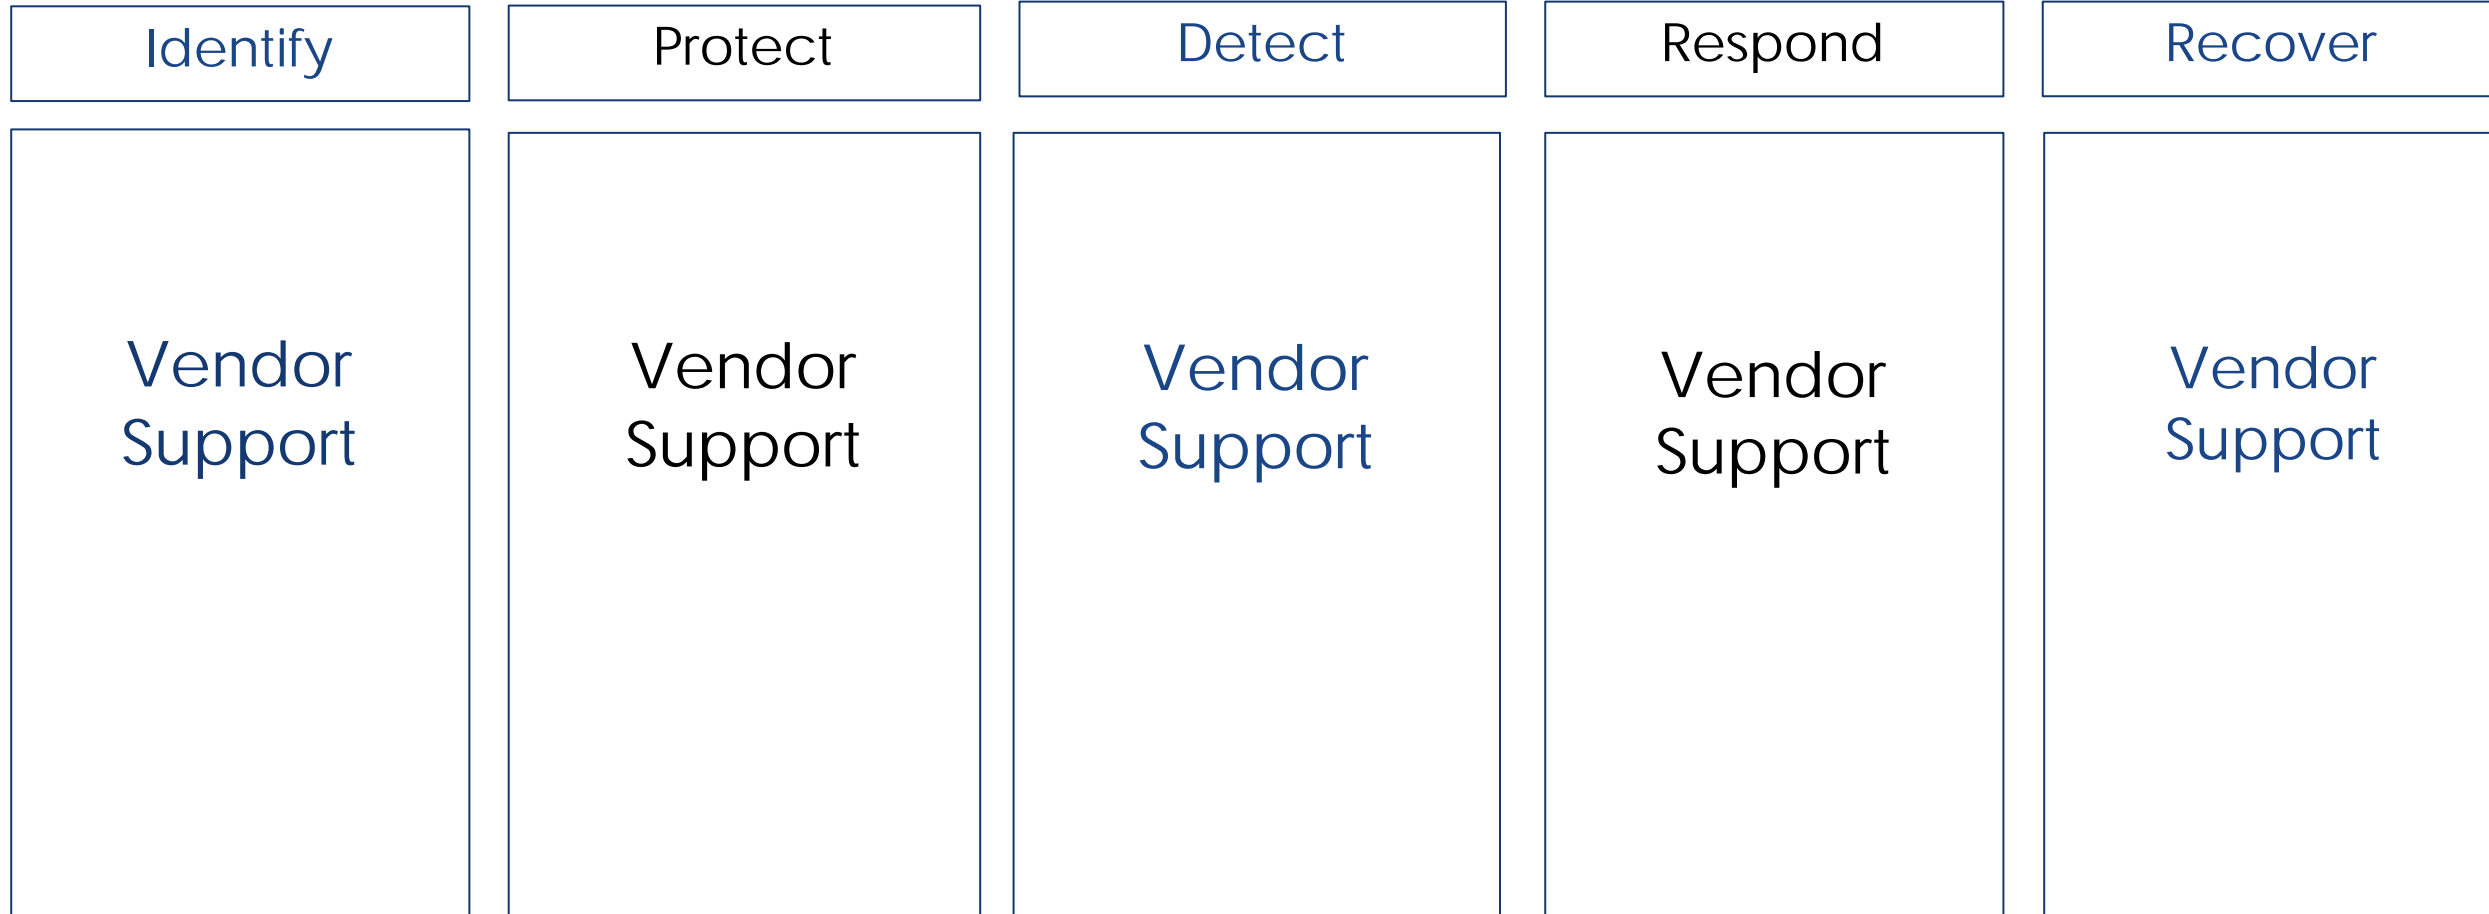 Identify
Protect
Detect
Respond
Recover
Vendor
Support
Vendor
Support
Vendor
Support
Vendor
Support
Vendor
Support